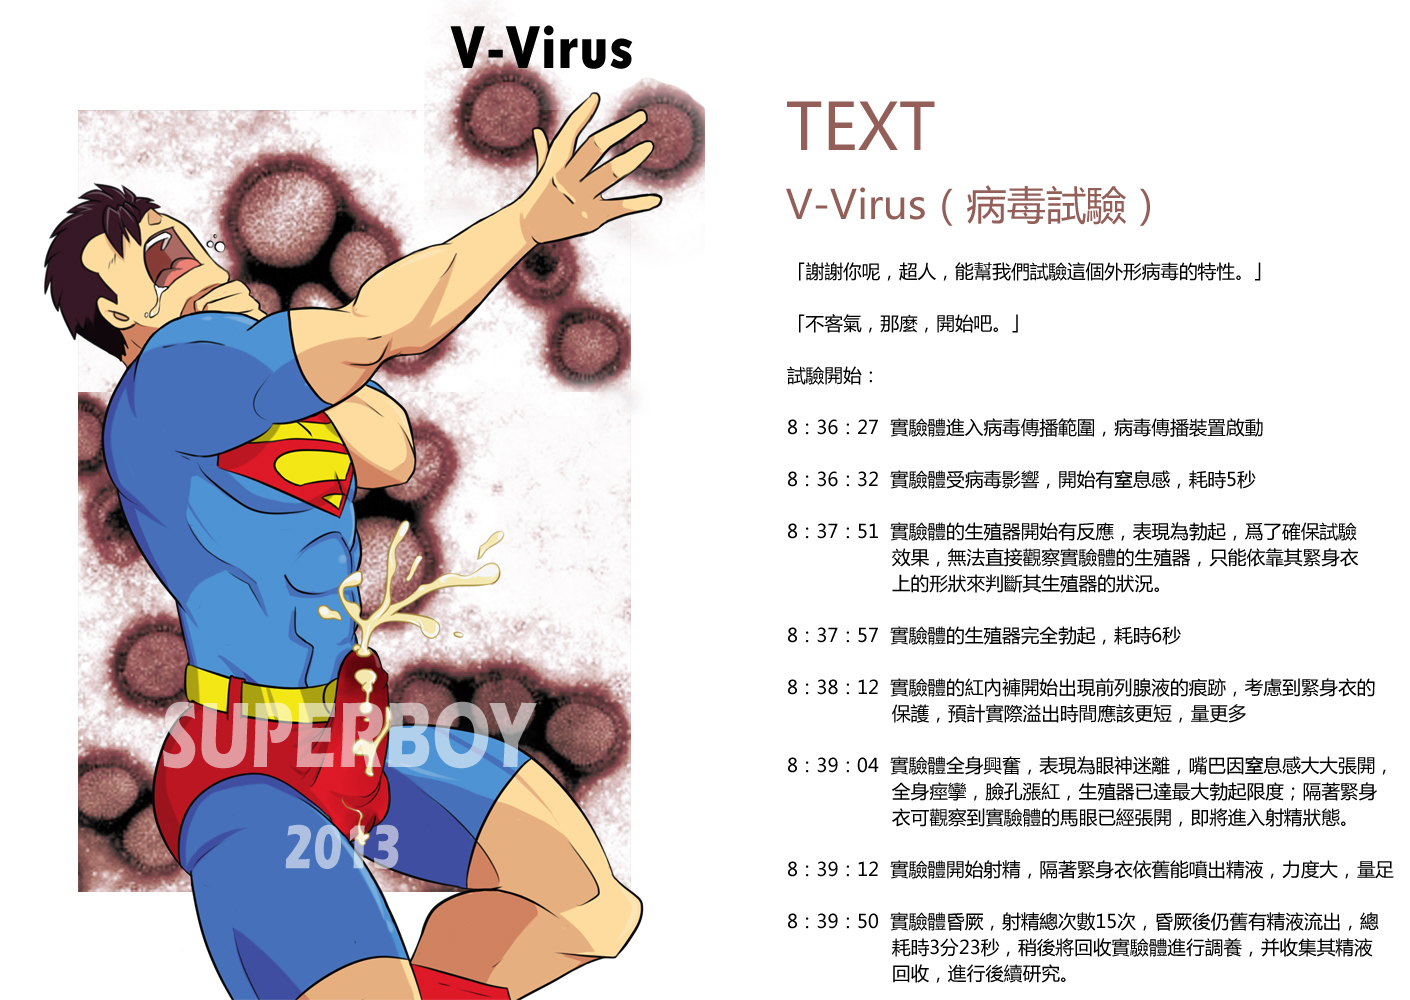 V-Virus
SUPERBOY
2013
TEXT
V-Virus（病毒試驗）
「謝謝你呢，超人，能幫我們試驗這個外形病毒的特性。」
「不客氣，那麼，開始吧。」
試驗開始：
8：36：27 實驗體進入病毒傳播範圍，病毒傳播裝置啟動
8：36：32 實驗體受病毒影響，開始有窒息感，耗時5秒
8：37：51 實驗體的生殖器開始有反應，表現為勃起，爲了確保試驗
效果，無法直接觀察實驗體的生殖器，只能依靠其緊身衣
上的形狀來判斷其生殖器的狀況。
8：37：57 實驗體的生殖器完全勃起，耗時6秒
8：38：12 實驗體的紅內褲開始出現前列腺液的痕跡，考慮到緊身衣的
保護，預計實際溢出時間應該更短，量更多
8：39：04 實驗體全身興奮，表現為眼神迷離，嘴巴因窒息感大大張開，
全身痙攣，臉孔漲紅，生殖器已達最大勃起限度；隔著緊身
衣可觀察到實驗體的馬眼已經張開，即將進入射精狀態。
8：39：12 實驗體開始射精，隔著緊身衣依舊能噴出精液，力度大，量足
8：39：50 實驗體昏厥，射精總次數15次，昏厥後仍舊有精液流出，總
耗時3分23秒，稍後將回收實驗體進行調養，并收集其精液
回收，進行後續研究。